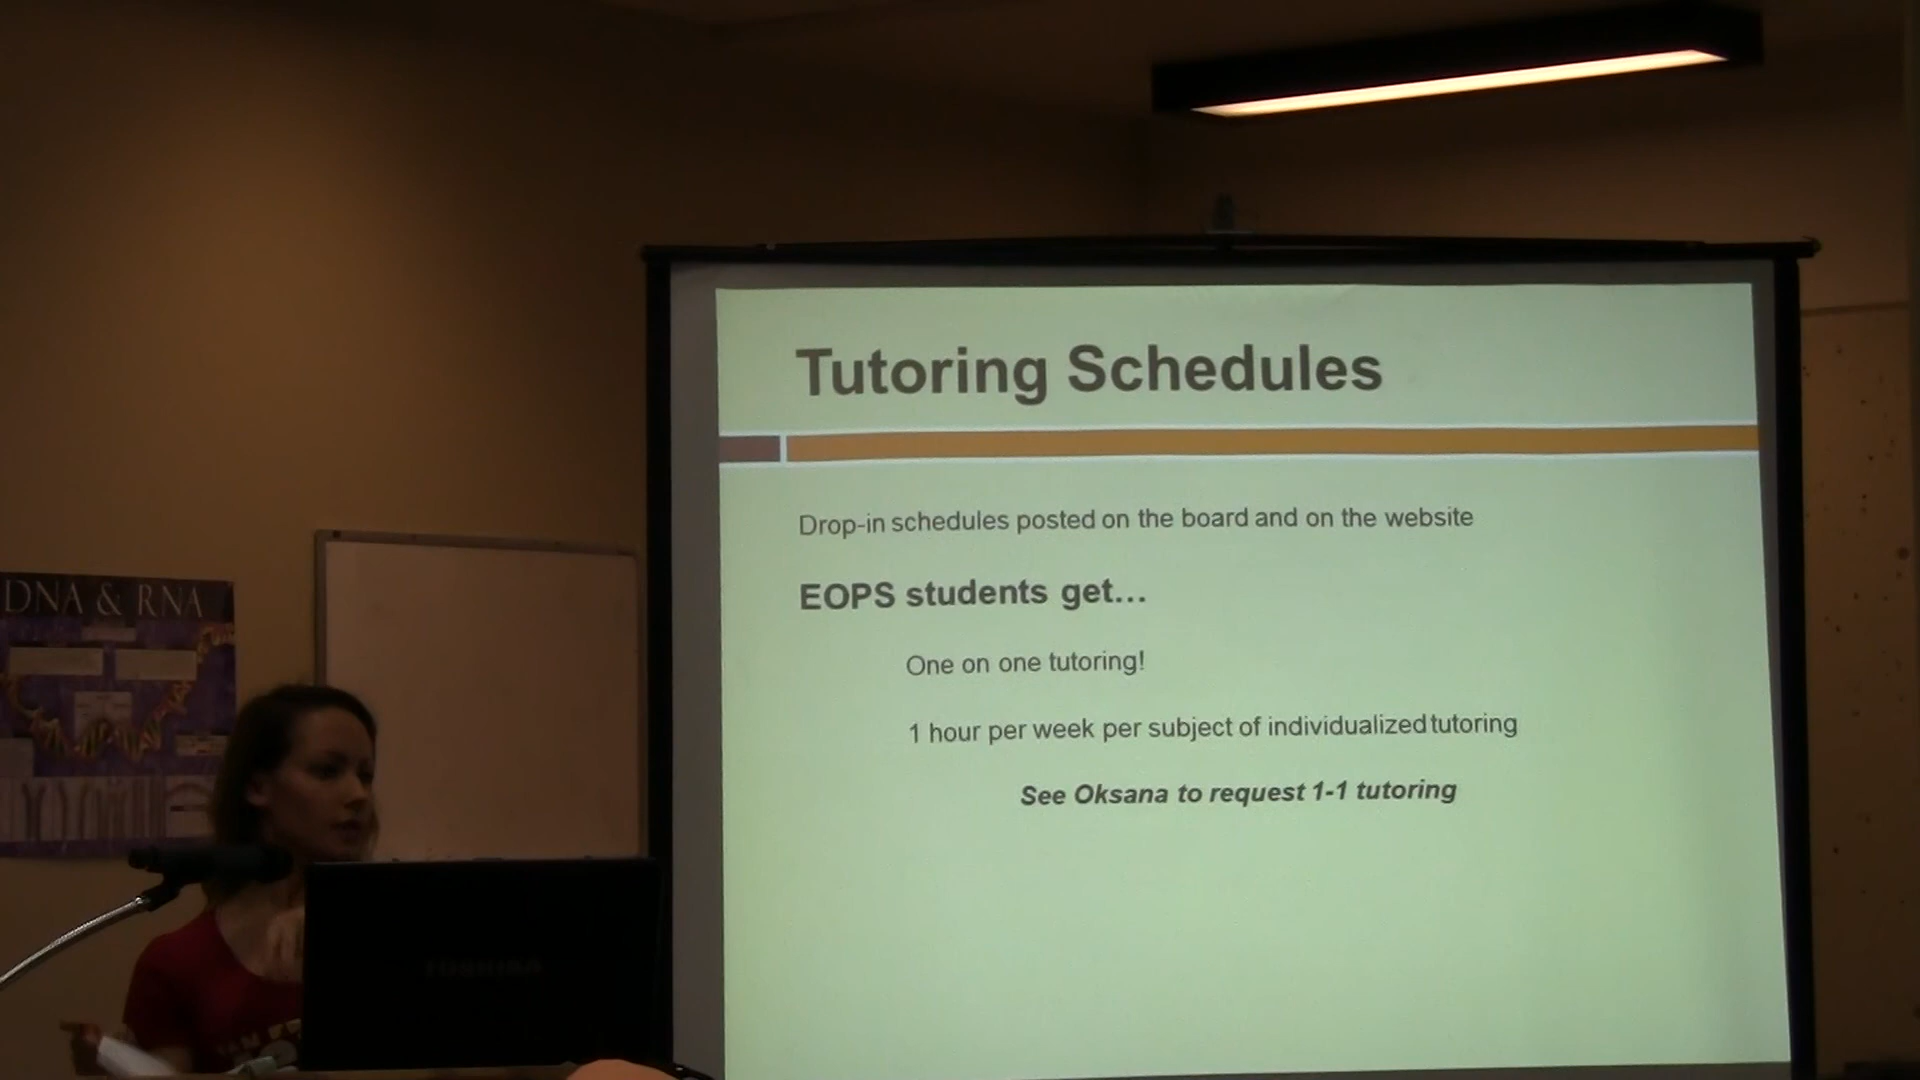 Tutoring Schedules
Drop-in schedules posted on the board and on the website
EOPS students get...
One on one tutoring!
1 hour per week per subject of individualized tutoring
See Oksana to request 1-1 tutoring
DNA & RNA
TOSHIBA